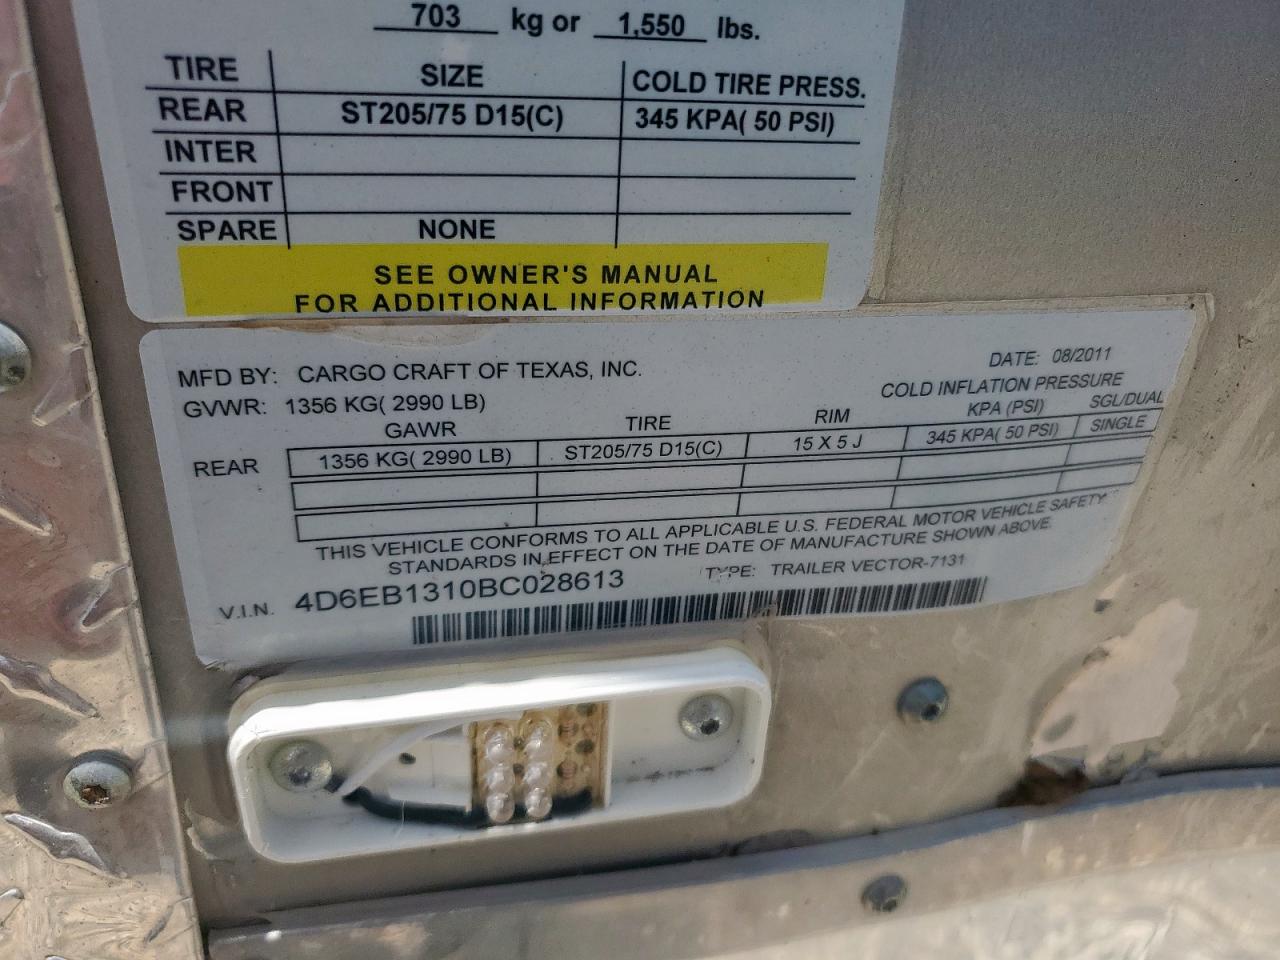 703 kg or 1,550 lbs.
TIRE SIZE COLD TIRE PRESS.
REAR ST205/75 D15(C) 345 KPA( 50 PSI)
INTER
FRONT
SPARE NONE
SEE OWNER'S MANUAL
FOR ADDITIONAL INFORMATION
MFD BY: CARGO CRAFT OF TEXAS, INC. DATE: 08/2011
GVWR: 1356 KG( 2990 LB) COLD INFLATION PRESSURE
GAWR TIRE RIM KPA (PSI) SGL/DUAL
REAR 1356 KG( 2990 LB) ST205/75 D15(C) 15 X 5 J 345 KPA( 50 PSI) SINGLE
THIS VEHICLE CONFORMS TO ALL APPLICABLE U.S. FEDERAL MOTOR VEHICLE SAFETY
STANDARDS IN EFFECT ON THE DATE OF MANUFACTURE SHOWN ABOVE.
V.I.N. 4D6EB1310BC028613 TYPE: TRAILER VECTOR-7131